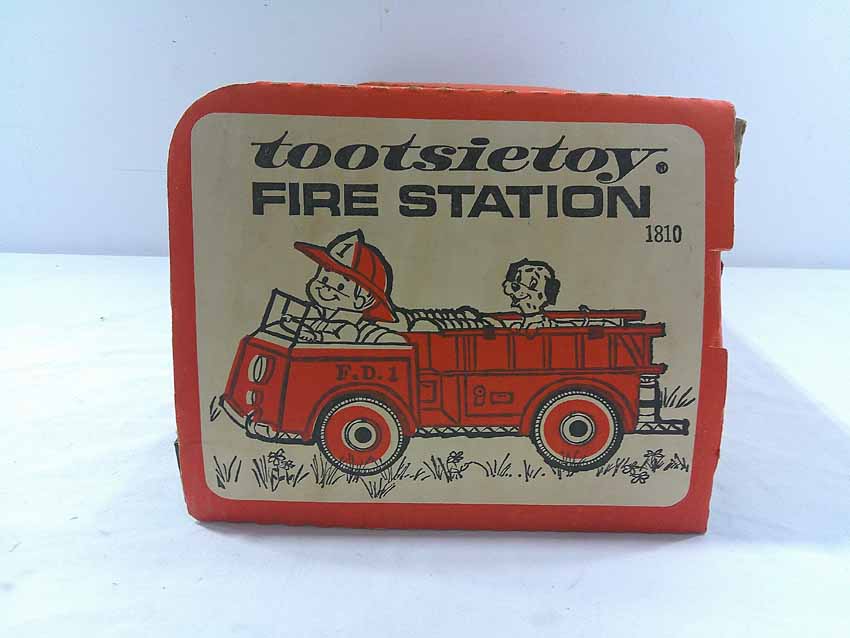 tootsietoy®
FIRE STATION
1810
1
F.D.1